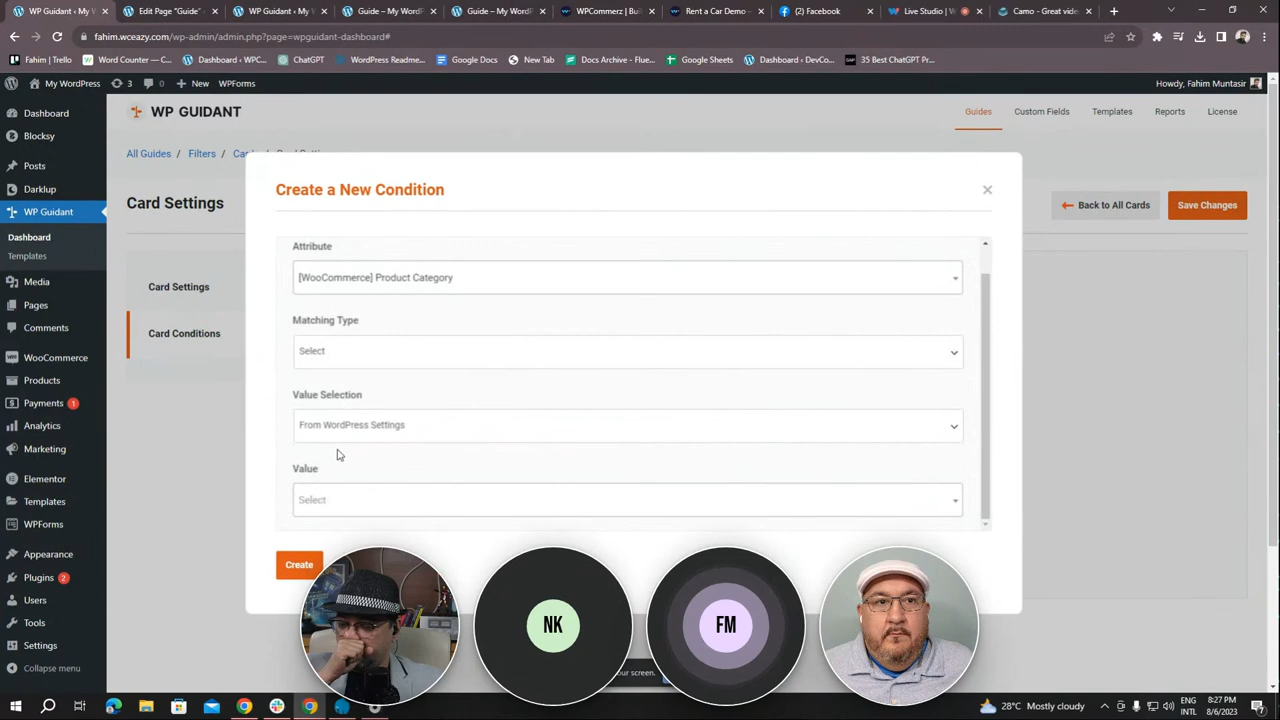 Dashboard ‹ My W
Edit Page "Guide" ‹
WPGuidant ‹ My W
Guide – My WordPre
Guide – My WordPre
WPCommerz | Buil
Rent a Car Demo –
(2) Facebook
Live Studio |
Camo - Great vide
fahim.wceazy.com/wp-admin/admin.php?page=wpguidant-dashboard#
Fahim | Trello
Word Counter — C...
Dashboard ‹ WPC...
ChatGPT
WordPress Readme...
Google Docs
New Tab
Docs Archive - Flue...
Google Sheets
Dashboard ‹ DevCo...
35 Best ChatGPT Pr...
My WordPress
3
0
New
WPForms
Howdy, Fahim Muntasir
Dashboard
Blocksy
Posts
Darklup
WP Guidant
Dashboard
Templates
Media
Pages
Comments
WooCommerce
Products
Payments 1
Analytics
Marketing
Elementor
Templates
WPForms
Appearance
Plugins 2
Users
Tools
Settings
Collapse menu
WP GUIDANT
Guides
Custom Fields
Templates
Reports
License
All Guides / Filters /
Card Settings
Back to All Cards
Save Changes
Card Settings
Card Conditions
Create a New Condition
×
Attribute
[WooCommerce] Product Category
Matching Type
Select
Value Selection
From WordPress Settings
Value
Select
Create
NK
FM
our screen.
28°C Mostly cloudy
ENG
INTL
8:27 PM
8/6/2023